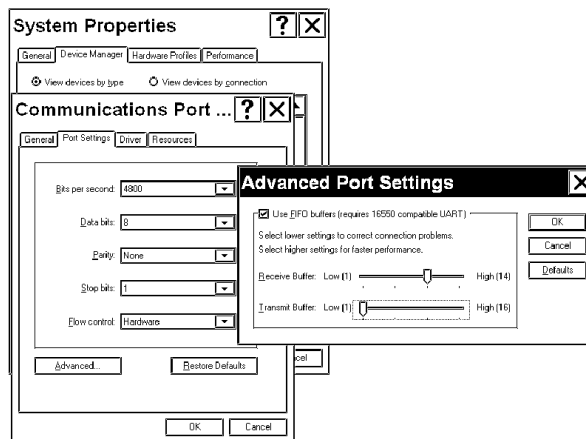 System Properties
? X
General Device Manager Hardware Profiles Performance
View devices by type View devices by connection
Communications Port ... ? X
General Port Settings Driver Resources
Bits per second: 4800
Data bits: 8
Parity: None
Stop bits: 1
Flow control: Hardware
Advanced... Restore Defaults
OK Cancel
Advanced Port Settings X
Use FIFO buffers (requires 16550 compatible UART)
Select lower settings to correct connection problems.
Select higher settings for faster performance.
Receive Buffer: Low (1) High (14)
Transmit Buffer: Low (1) High (16)
OK
Cancel
Defaults